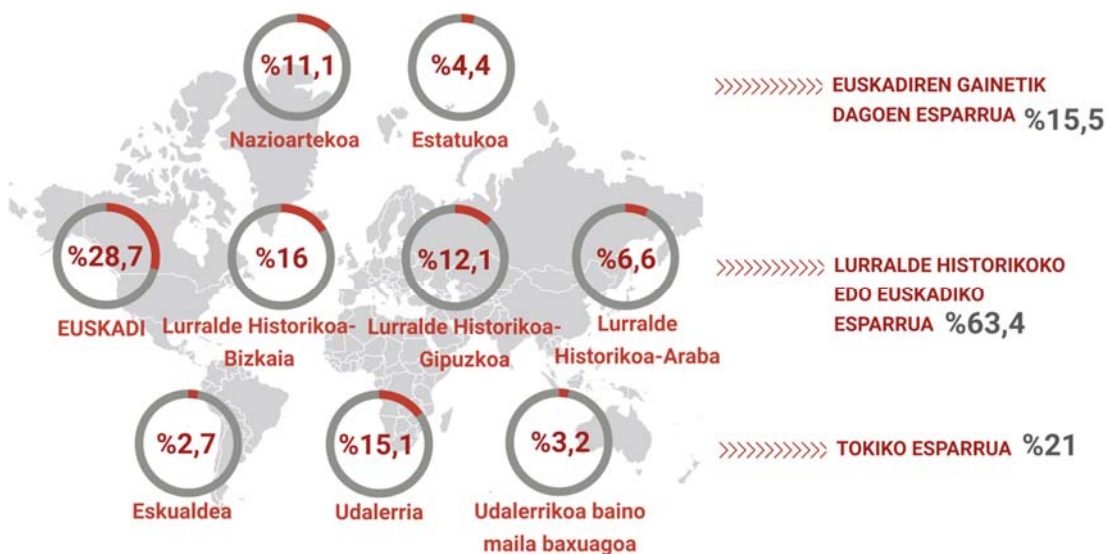 %11,1
Nazioartekoa
%4,4
Estatukoa
EUSKADIREN GAINETIK
DAGOEN ESPARRUA %15,5
%28,7
EUSKADI
%16
Lurralde Historikoa-
Bizkaia
%12,1
Lurralde Historikoa-
Gipuzkoa
%6,6
Lurralde
Historikoa-Araba
LURRALDE HISTORIKOKO
EDO EUSKADIKO
ESPARRUA %63,4
%2,7
Eskualdea
%15,1
Udalerria
%3,2
Udalerrikoa baino
maila baxuagoa
TOKIKO ESPARRUA %21